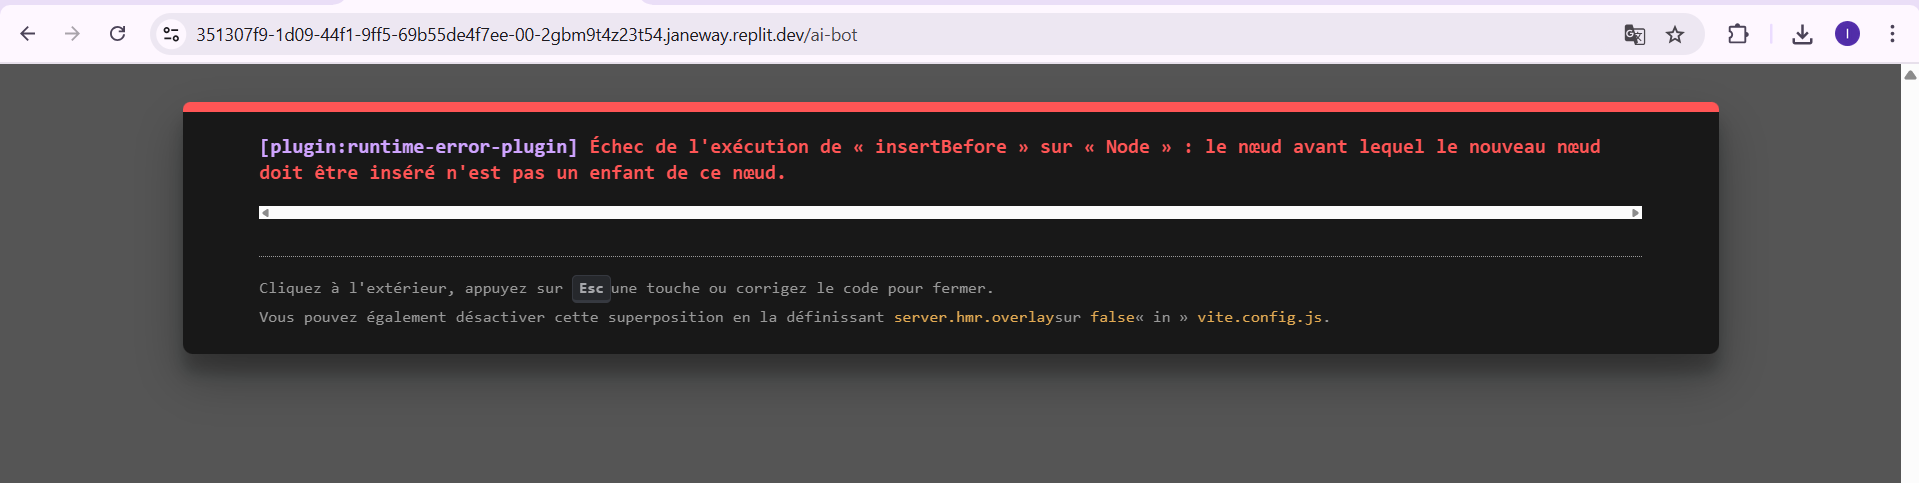 351307f9-1d09-44f1-9ff5-69b55de4f7ee-00-2gbm9t4z23t54.janeway.replit.dev/ai-bot
I
[plugin:runtime-error-plugin] Échec de l'exécution de « insertBefore » sur « Node » : le nœud avant lequel le nouveau nœud
doit être inséré n'est pas un enfant de ce nœud.
Cliquez à l'extérieur, appuyez sur Esc une touche ou corrigez le code pour fermer.
Vous pouvez également désactiver cette superposition en la définissant server.hmr.overlaysur false« in » vite.config.js.